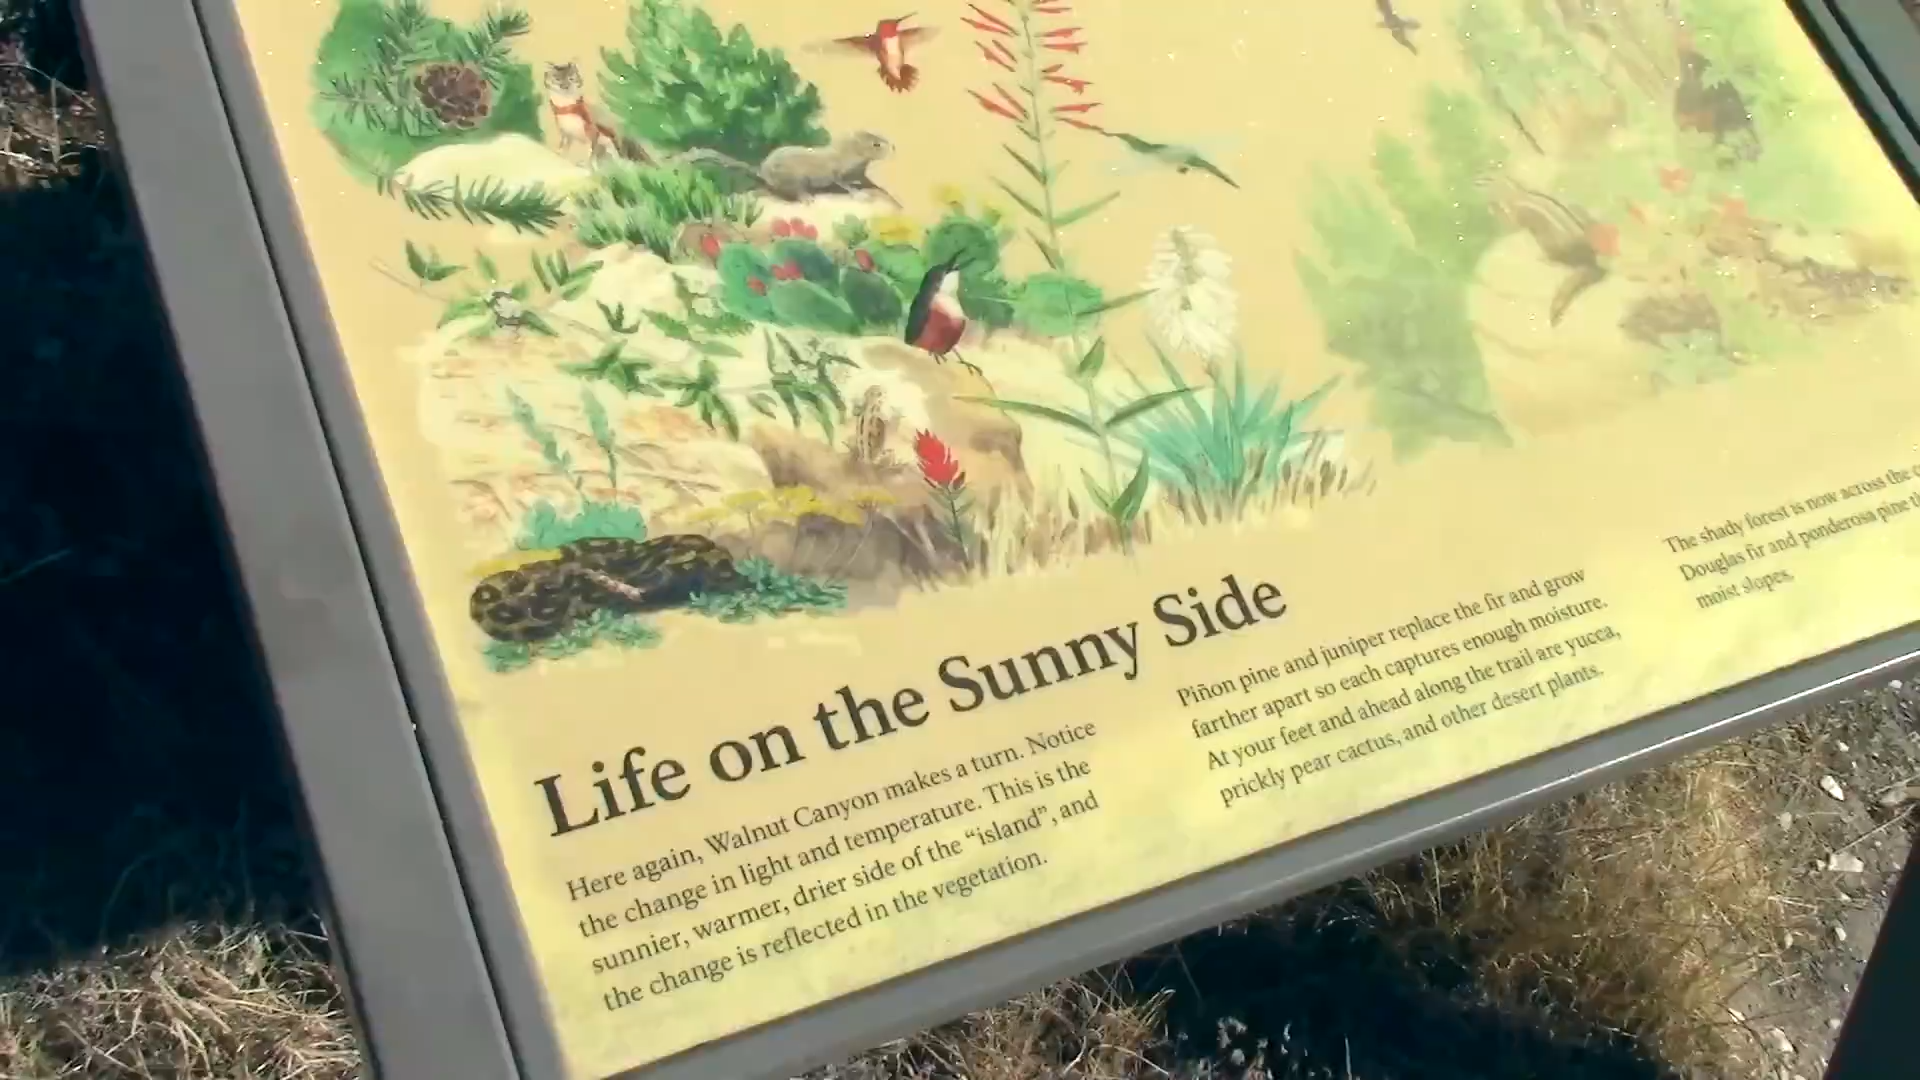 Life on the Sunny Side
Here again, Walnut Canyon makes a turn. Notice
the change in light and temperature. This is the
sunnier, warmer, drier side of the “island”, and
the change is reflected in the vegetation.
Piñon pine and juniper replace the fir and grow
farther apart so each captures enough moisture.
At your feet and ahead along the trail are yucca,
prickly pear cactus, and other desert plants.
The shady forest is now across the
Douglas fir and ponderosa pine
moist slopes.